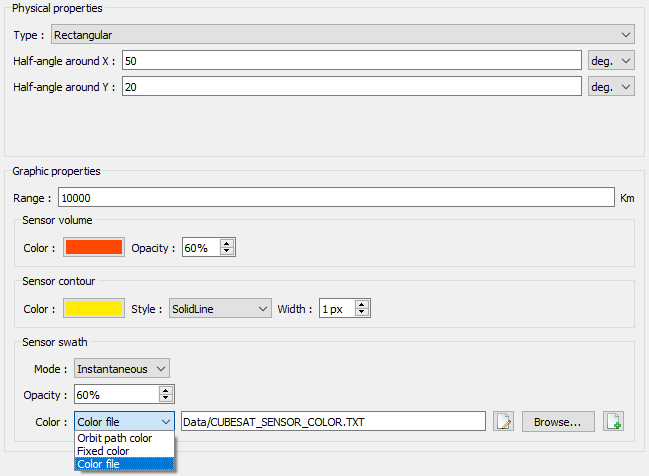 Physical properties
Type : Rectangular
Half-angle around X : 50 deg.
Half-angle around Y : 20 deg.
Graphic properties
Range : 10000 Km
Sensor volume
Color : Opacity : 60%
Sensor contour
Color : Style : SolidLine Width : 1 px
Sensor swath
Mode : Instantaneous
Opacity : 60%
Color : Color file Data/CUBESAT_SENSOR_COLOR.TXT Browse...
Orbit path color
Fixed color
Color file